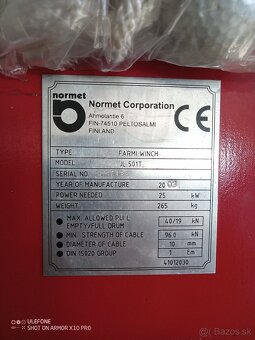 normet
Normet Corporation
Ahmolantie 6
FIN-74510 PELTOSALMI
FINLAND
CE
TYPE FARMI WINCH
MODEL JL 501T
SERIAL NO.
YEAR OF MANUFACTURE 2003
POWER NEEDED 25 kW
WEIGHT 265 kg
MAX. ALLOWED PULL 40/19 kN
EMPTY/FULL DRUM
MIN. STRENGTH OF CABLE 96.0 kN
DIAMETER OF CABLE 10 mm
DIN 15020 GROUP 1 Em
41012030
ULEFONE
SHOT ON ARMOR X10 PRO
bazos.sk